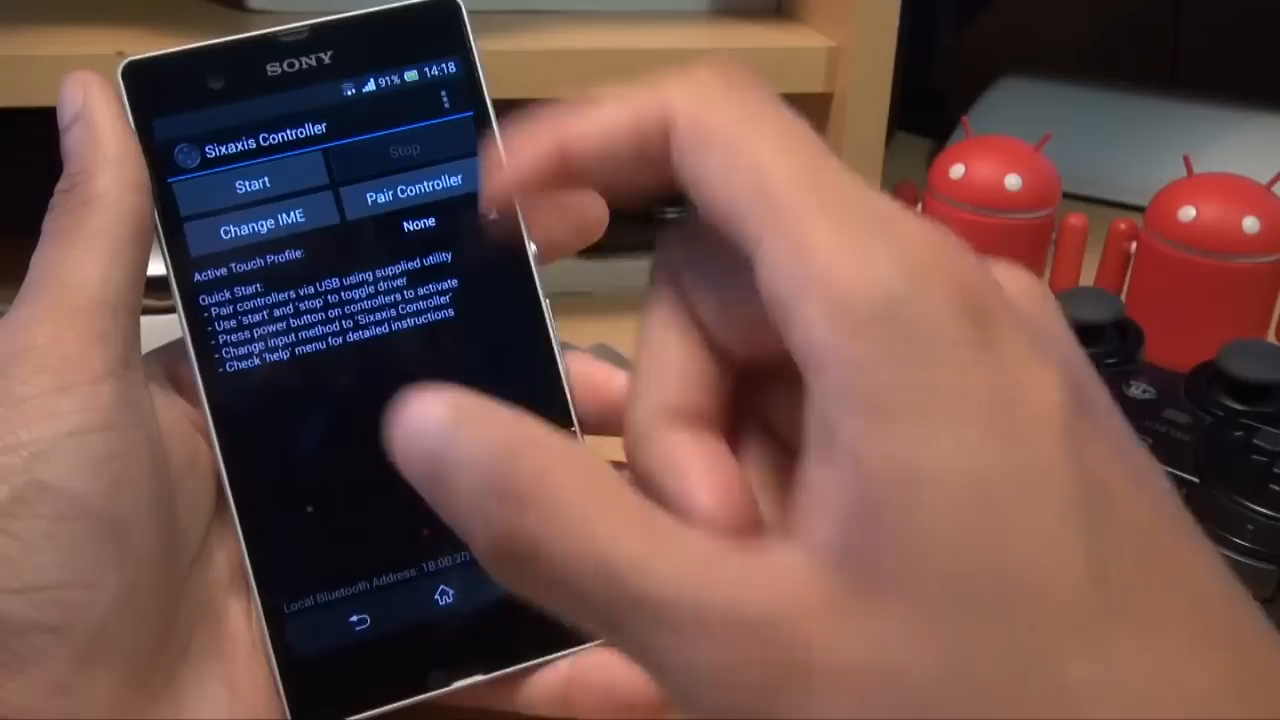 SONY
91% 14:18
Sixaxis Controller
Start
Stop
Change IME
Pair Controller
Active Touch Profile:
None
Quick Start:
- Pair controllers via USB using supplied utility
- Use 'start' and 'stop' to toggle driver
- Press power button on controllers to activate
- Change input method to 'Sixaxis Controller'
- Check 'help' menu for detailed instructions
Local Bluetooth Address: 18:00:2D
SELECT